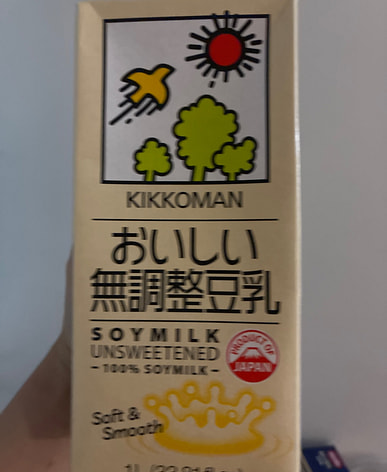 KIKKOMAN
おいしい
無調整豆乳
SOYMILK
UNSWEETENED
-100% SOYMILK-
PRODUCT OF
JAPAN
Soft &
Smooth